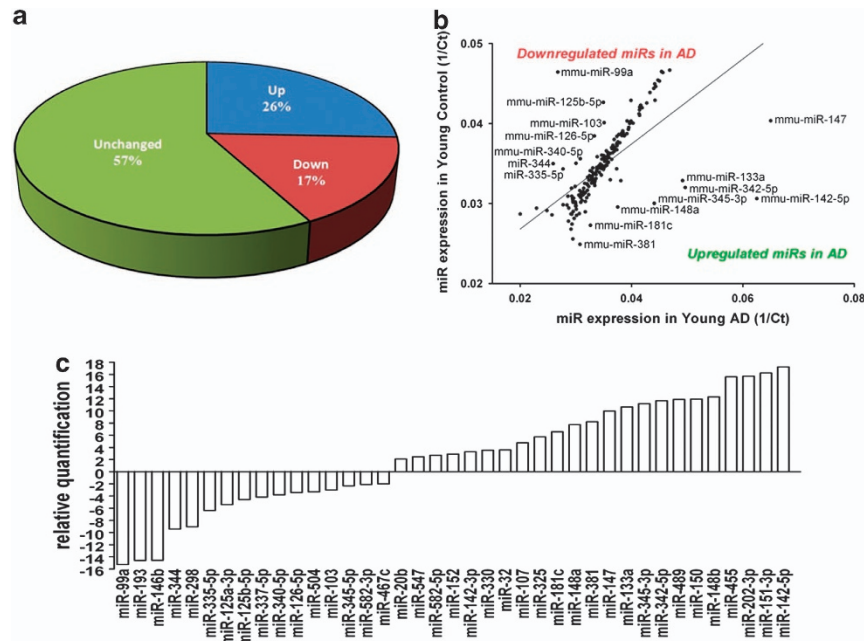 a
Up
26%
Down
17%
Unchanged
57%
b
miR expression in Young Control (1/Ct)
0.05
0.04
0.03
0.02
0.02
0.04
0.06
0.08
miR expression in Young AD (1/Ct)
Downregulated miRs in AD
mmu-miR-99a
mmu-miR-125b-5p
mmu-miR-103
mmu-miR-126-5p
mmu-miR-340-5p
miR-344
miR-335-5p
mmu-miR-147
mmu-miR-133a
mmu-miR-342-5p
mmu-miR-345-3p
mmu-miR-142-5p
mmu-miR-148a
mmu-miR-181c
mmu-miR-381
Upregulated miRs in AD
c
relative quantification
18
16
14
12
10
8
6
4
2
0
-2
-4
-6
-8
-10
-12
-14
-16
miR-99a
miR-193
miR-146b
miR-344
miR-298
miR-335-5p
miR-125a-3p
miR-125b-5p
miR-337-5p
miR-340-5p
miR-126-5p
miR-504
miR-103
miR-345-5p
miR-582-3p
miR-467c
miR-20b
miR-547
miR-582-5p
miR-152
miR-142-3p
miR-330
miR-32
miR-107
miR-325
miR-181c
miR-148a
miR-381
miR-147
miR-133a
miR-345-3p
miR-342-5p
miR-489
miR-150
miR-148b
miR-455
miR-202-3p
miR-151-3p
miR-142-5p